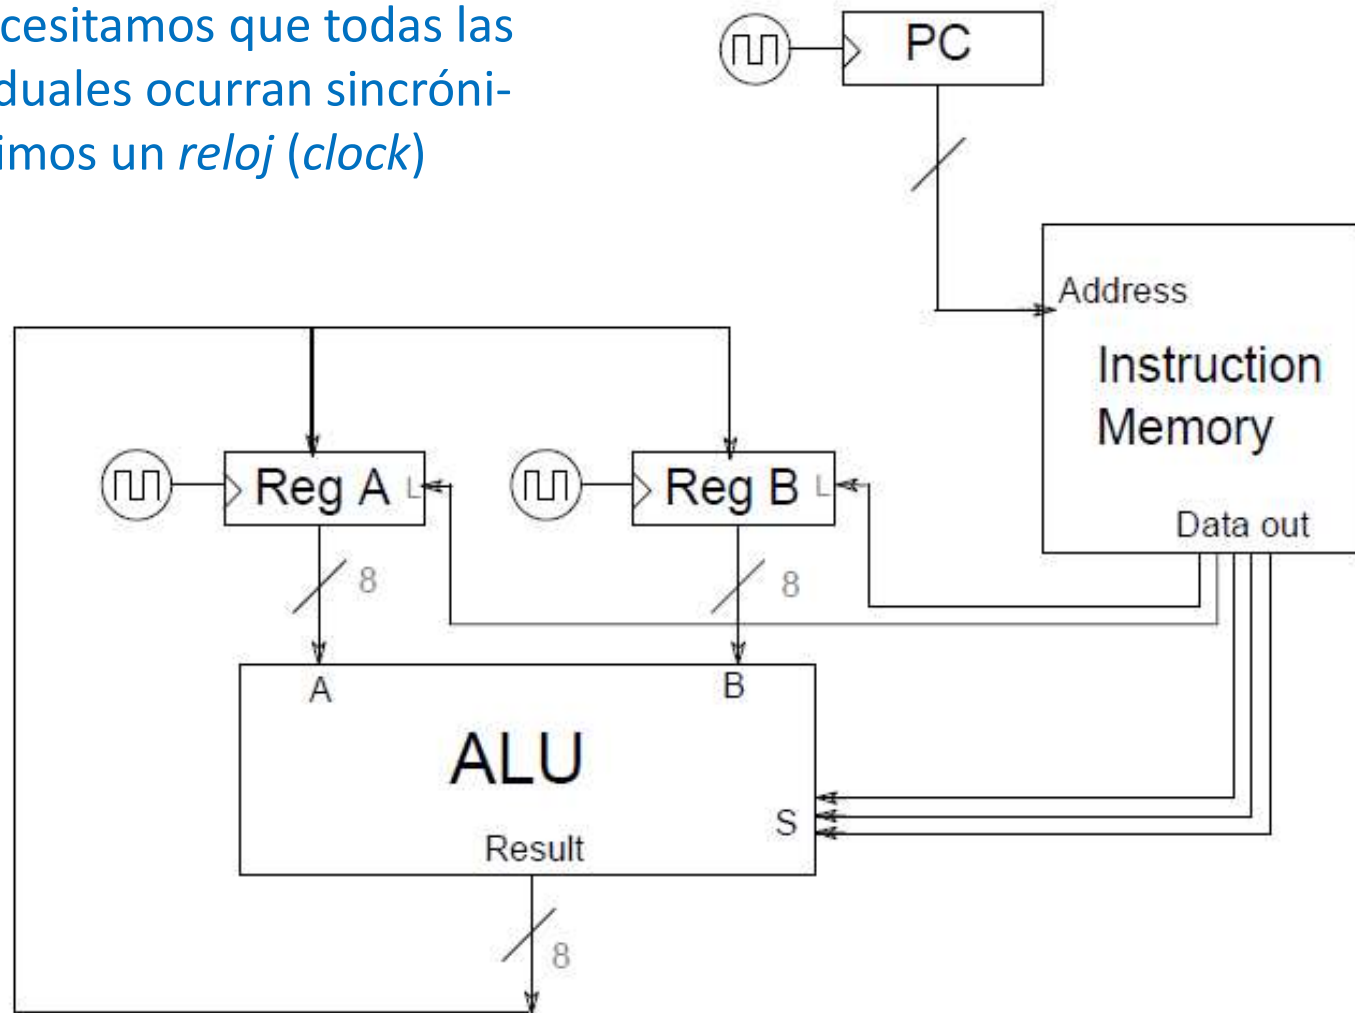 cesitamos que todas las
duales ocurran sincróni-
imos un reloj (clock)
PC
Address
Instruction
Memory
Data out
Reg A L
Reg B L
8
8
A
B
ALU
S
Result
8